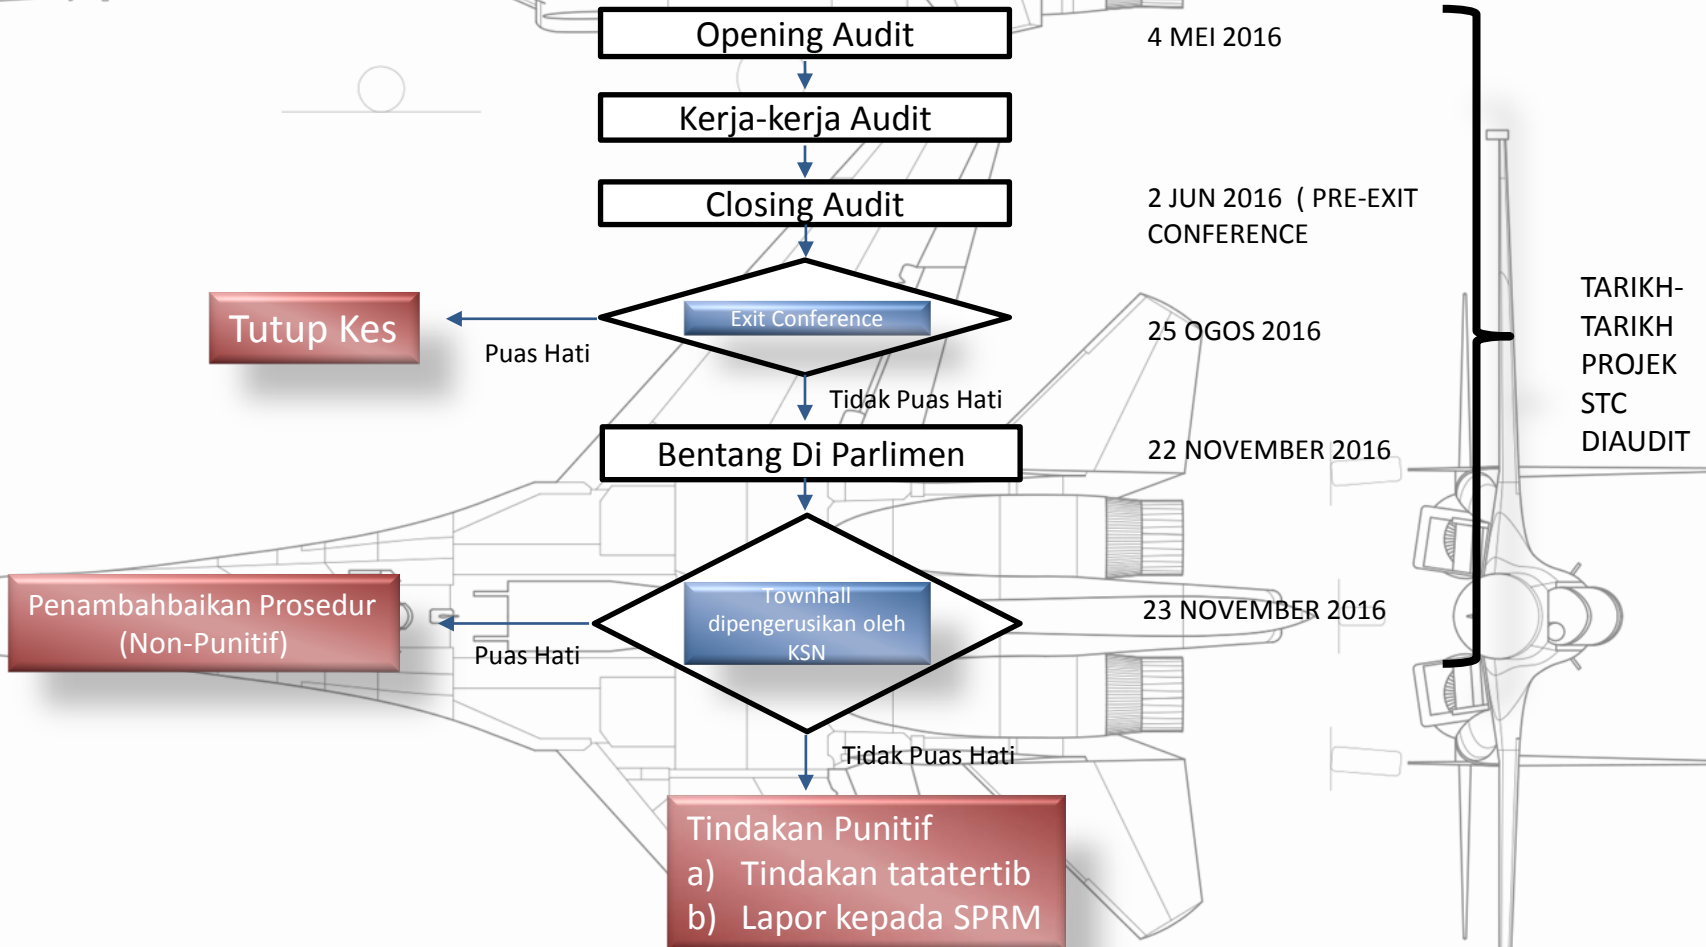 Opening Audit
4 MEI 2016
Kerja-kerja Audit
Closing Audit
2 JUN 2016  ( PRE-EXIT
CONFERENCE
Exit Conference
Tutup Kes
Puas Hati
25 OGOS 2016
TARIKH-
TARIKH
PROJEK
STC
DIAUDIT
Tidak Puas Hati
Bentang Di Parlimen
22 NOVEMBER 2016
Townhall
dipengerusikan oleh
KSN
23 NOVEMBER 2016
Penambahbaikan Prosedur
(Non-Punitif)
Puas Hati
Tidak Puas Hati
Tindakan Punitif
a) Tindakan tatatertib
b) Lapor kepada SPRM